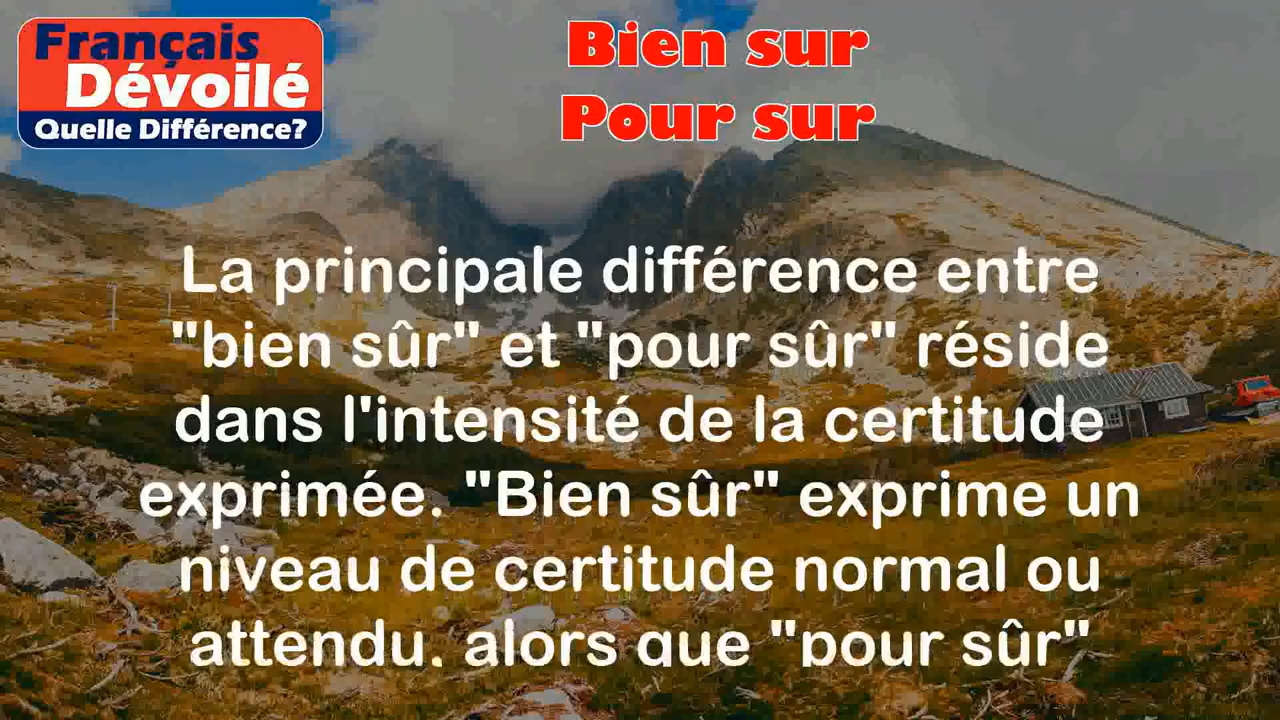 Français
Dévoilé
Quelle Différence?
Bien sur
Pour sur
La principale différence entre
"bien sûr" et "pour sûr" réside
dans l'intensité de la certitude
exprimée. "Bien sûr" exprime un
niveau de certitude normal ou
attendu, alors que "pour sûr"